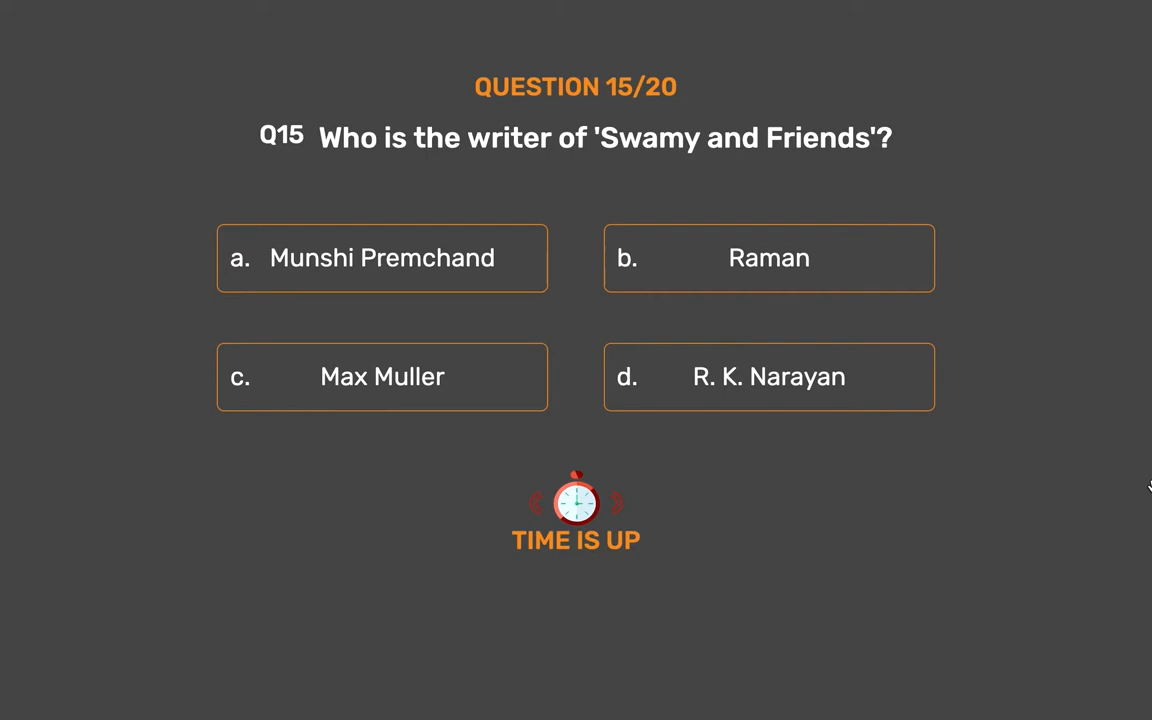 QUESTION 15/20
Q15 Who is the writer of 'Swamy and Friends'?
a. Munshi Premchand
b. Raman
c. Max Muller
d. R. K. Narayan
TIME IS UP